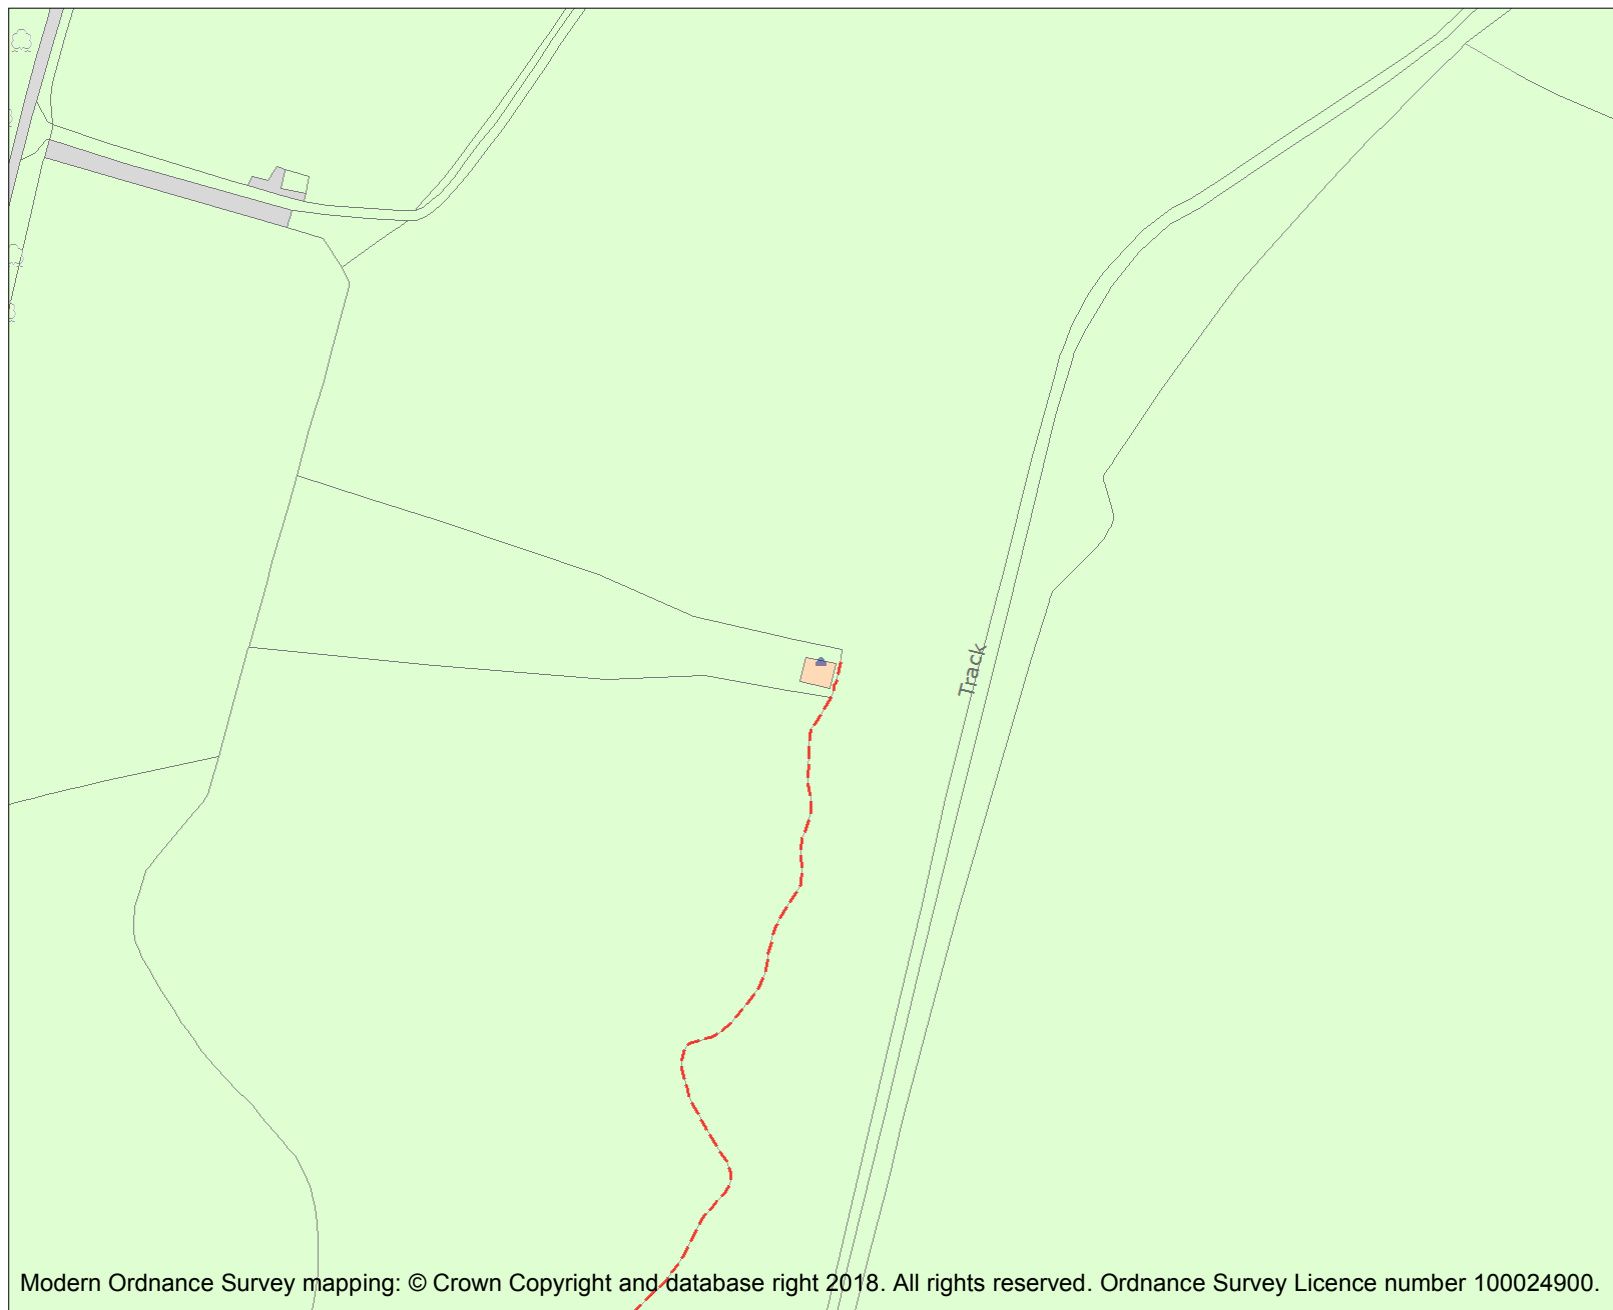 Track
Modern Ordnance Survey mapping: © Crown Copyright and database right 2018. All rights reserved. Ordnance Survey Licence number 100024900.